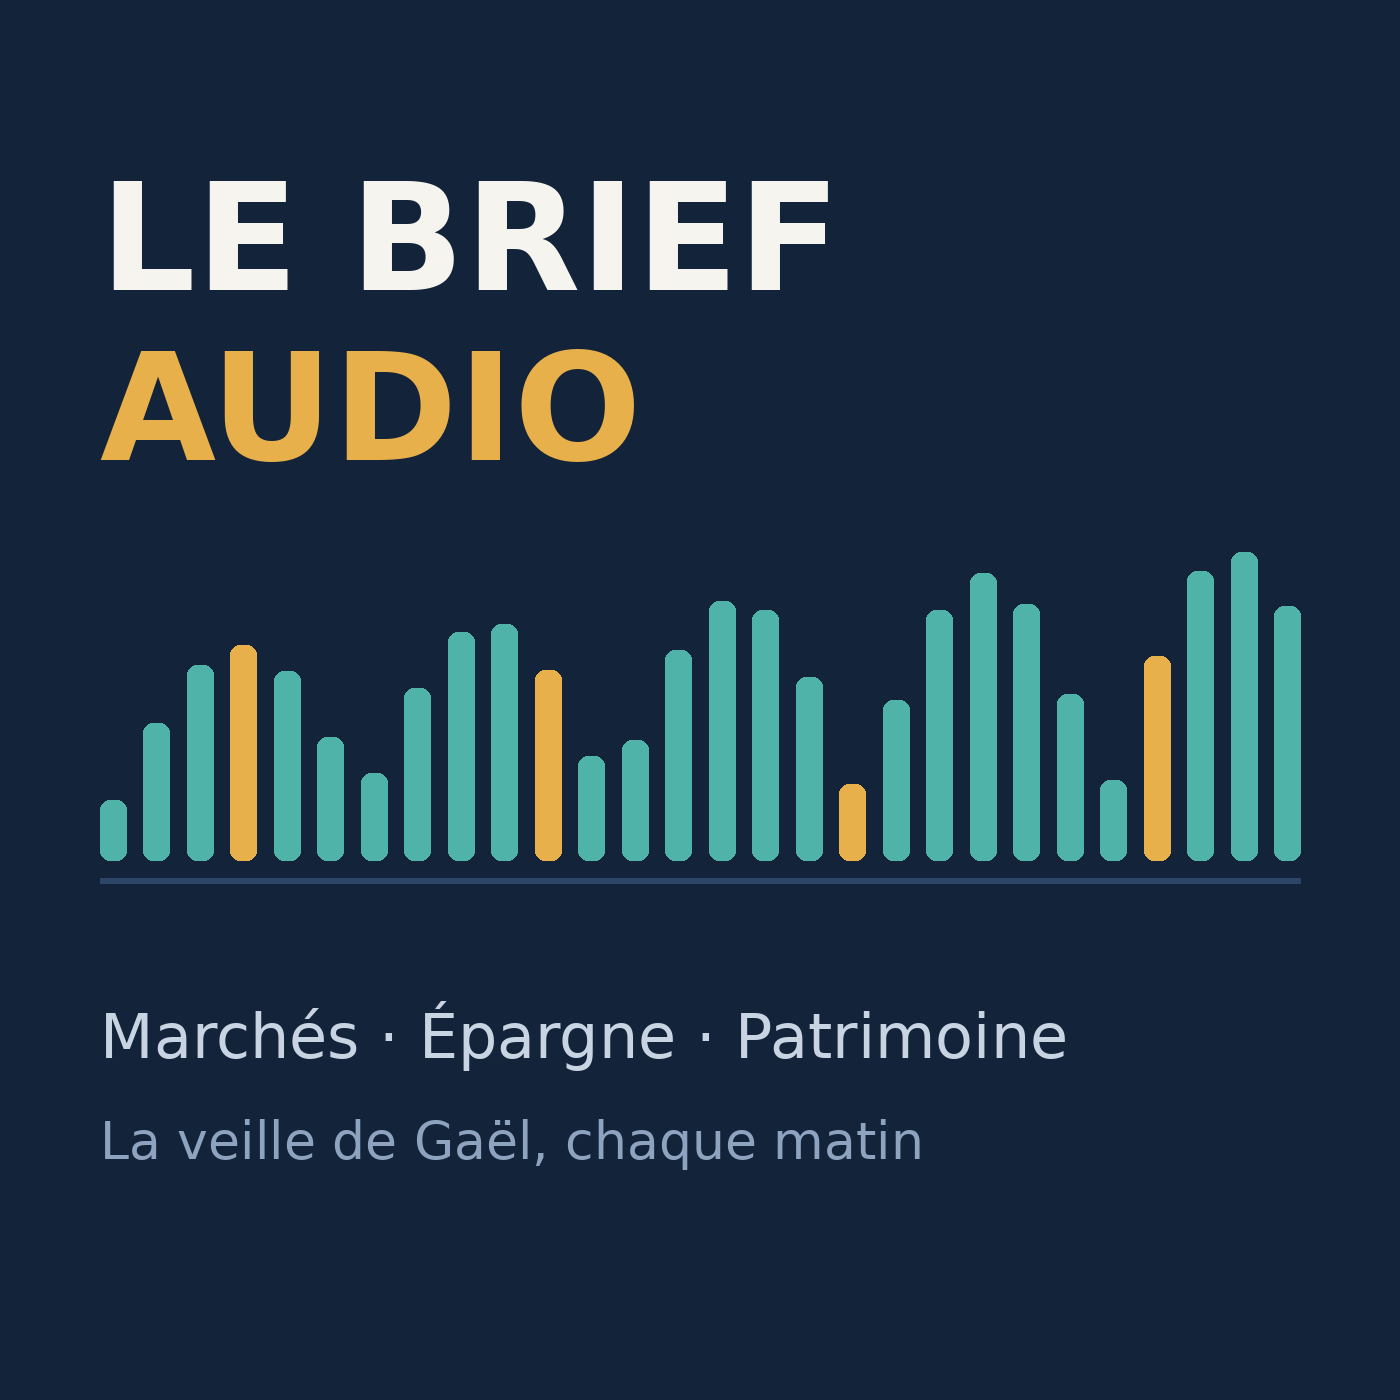 LE BRIEF
AUDIO
Marchés · Épargne · Patrimoine
La veille de Gaël, chaque matin